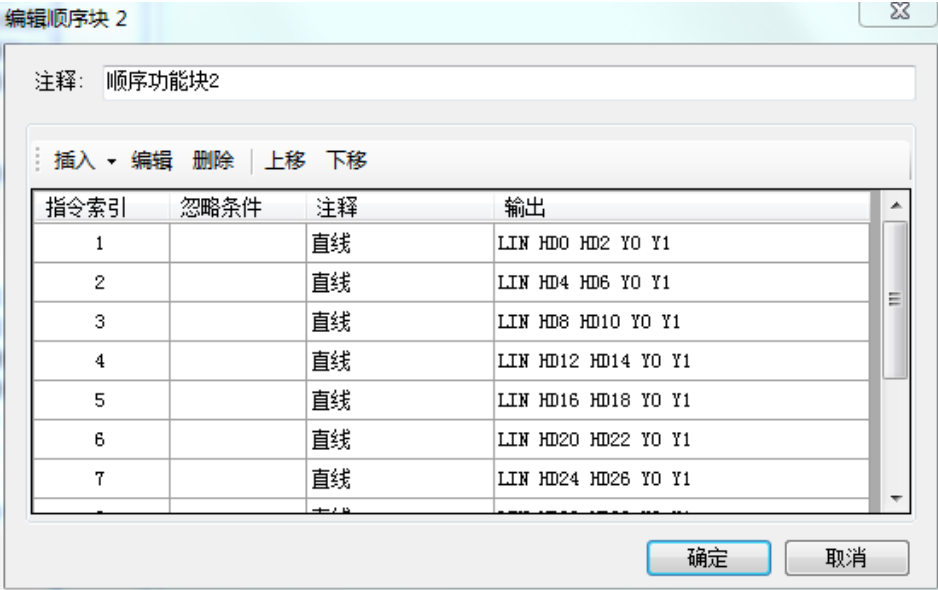 编辑顺序块 2
注释: 顺序功能块2
插入 编辑 删除 上移 下移
指令索引 忽略条件 注释 输出
1 直线 LIN HD0 HD2 Y0 Y1
2 直线 LIN HD4 HD6 Y0 Y1
3 直线 LIN HD8 HD10 Y0 Y1
4 直线 LIN HD12 HD14 Y0 Y1
5 直线 LIN HD16 HD18 Y0 Y1
6 直线 LIN HD20 HD22 Y0 Y1
7 直线 LIN HD24 HD26 Y0 Y1
确定 取消